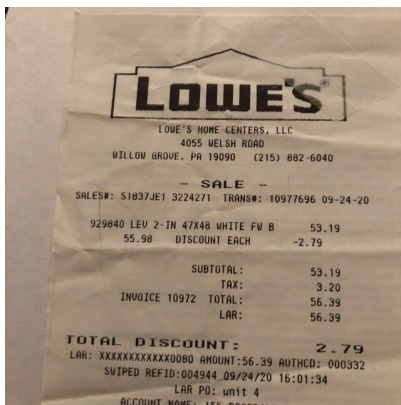 LOWE'S
LOWE'S HOME CENTERS, LLC
4055 WELSH ROAD
WILLOW GROVE, PA 19090 (215) 882-6040
- SALE -
SALES#: S1837JE1 3224271 TRANS#: 10977696 09-24-20
929840 LEV 2-IN 47X48 WHITE FW B 53.19
55.98 DISCOUNT EACH -2.79
SUBTOTAL: 53.19
TAX: 3.20
INVOICE 10972 TOTAL: 56.39
LAR: 56.39
TOTAL DISCOUNT: 2.79
LAR: XXXXXXXXXXXX0080 AMOUNT:56.39 AUTHCD: 000332
SWIPED REFID:004944 09/24/20 16:01:34
LAR PO: unit 4
ACCOUNT NAME: